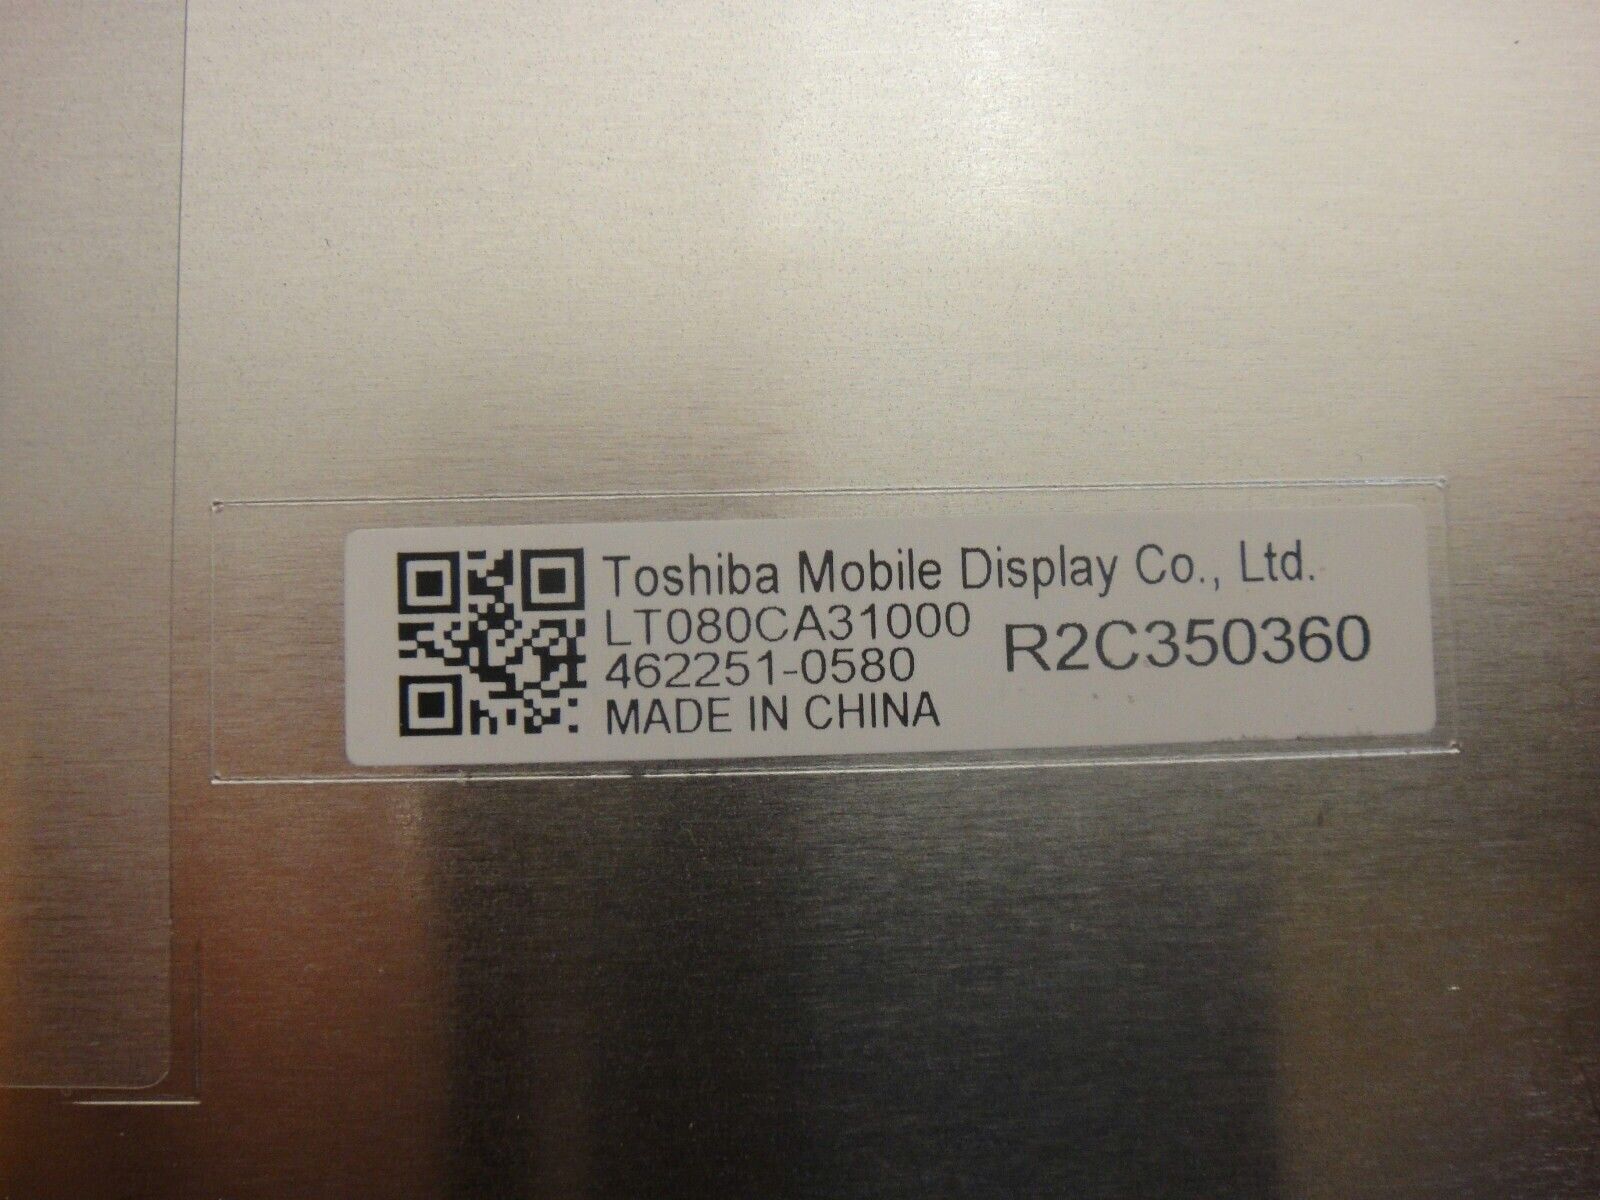 Toshiba Mobile Display Co., Ltd.
LT080CA31000
462251-0580
R2C350360
MADE IN CHINA